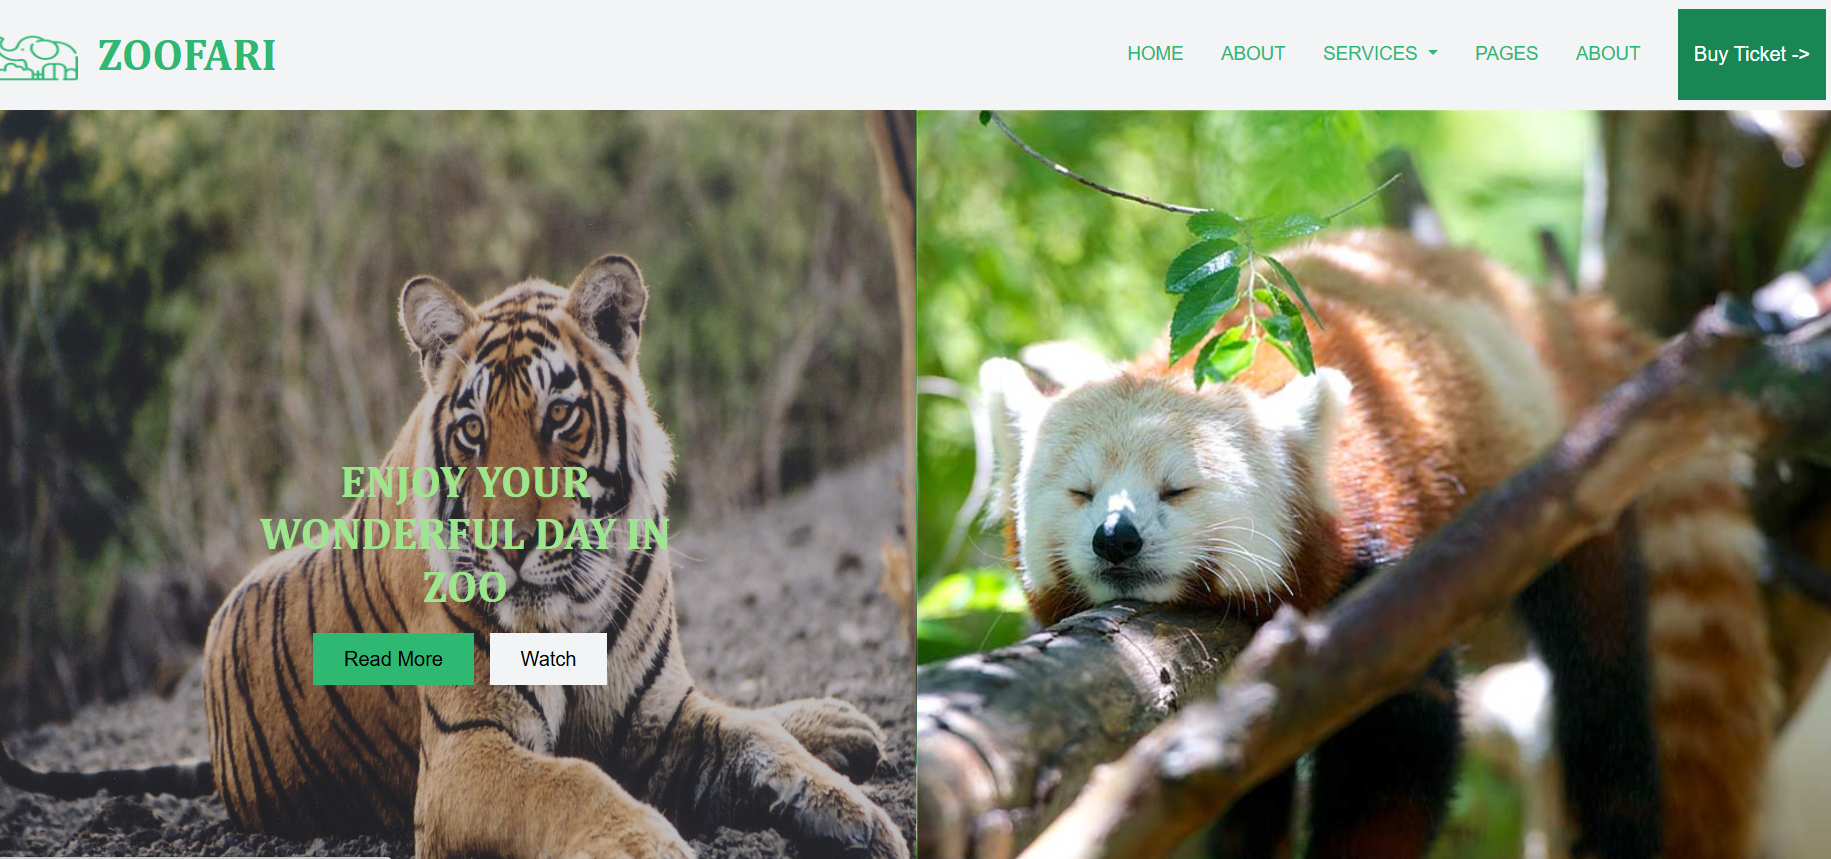 ZOOFARI
HOME ABOUT SERVICES PAGES ABOUT Buy Ticket ->
ENJOY YOUR
WONDERFUL DAY IN
ZOO
Read More Watch